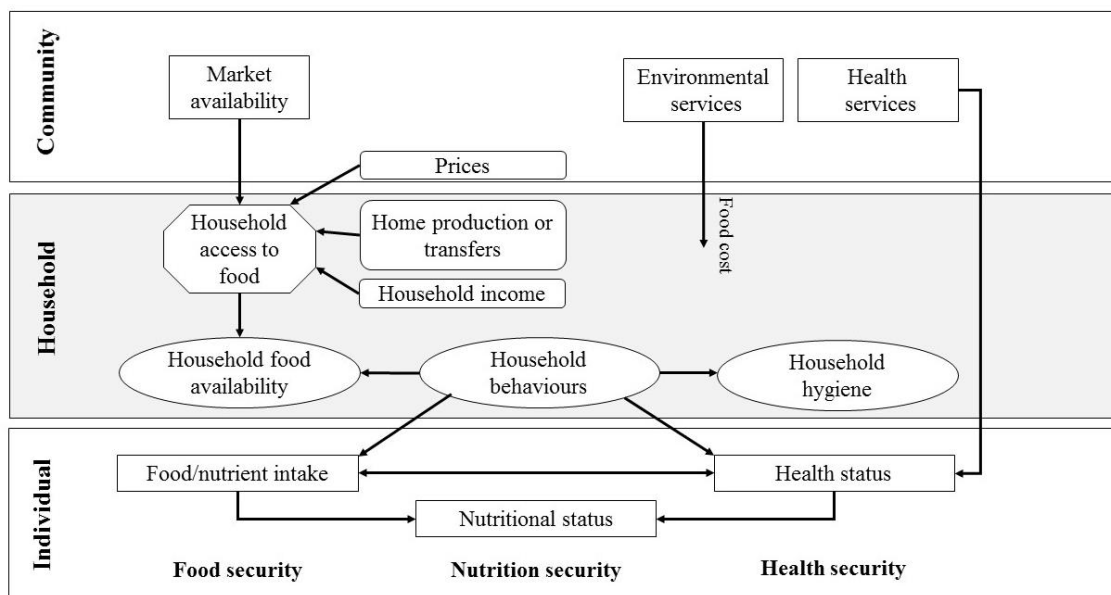 Community
Market
availability
Environmental
services
Health
services
Prices
Household
Household
access to
food
Home production or
transfers
Household income
Food cost
Household food
availability
Household
behaviours
Household
hygiene
Individual
Food/nutrient intake
Health status
Nutritional status
Food security
Nutrition security
Health security